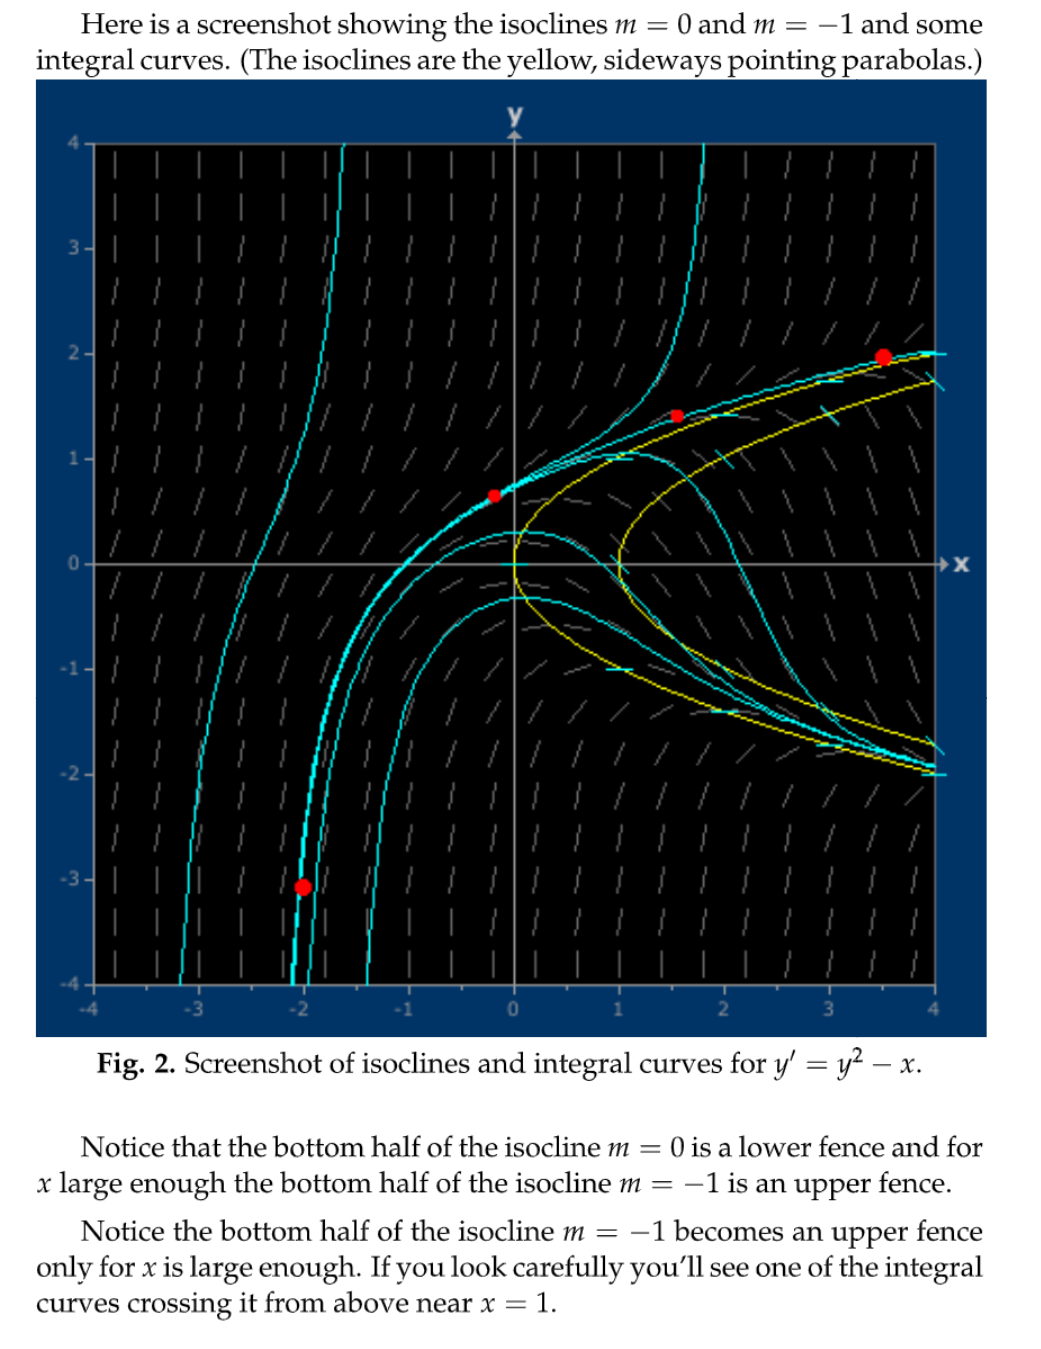 Here is a screenshot showing the isoclines m = 0 and m = −1 and some
integral curves. (The isoclines are the yellow, sideways pointing parabolas.)
y
4
3
2
1
0
x
-1
-2
-3
-4
-4 -3 -2 -1 0 1 2 3 4
Fig. 2. Screenshot of isoclines and integral curves for y′ = y² − x.
Notice that the bottom half of the isocline m = 0 is a lower fence and for
x large enough the bottom half of the isocline m = −1 is an upper fence.
Notice the bottom half of the isocline m = −1 becomes an upper fence
only for x is large enough. If you look carefully you'll see one of the integral
curves crossing it from above near x = 1.